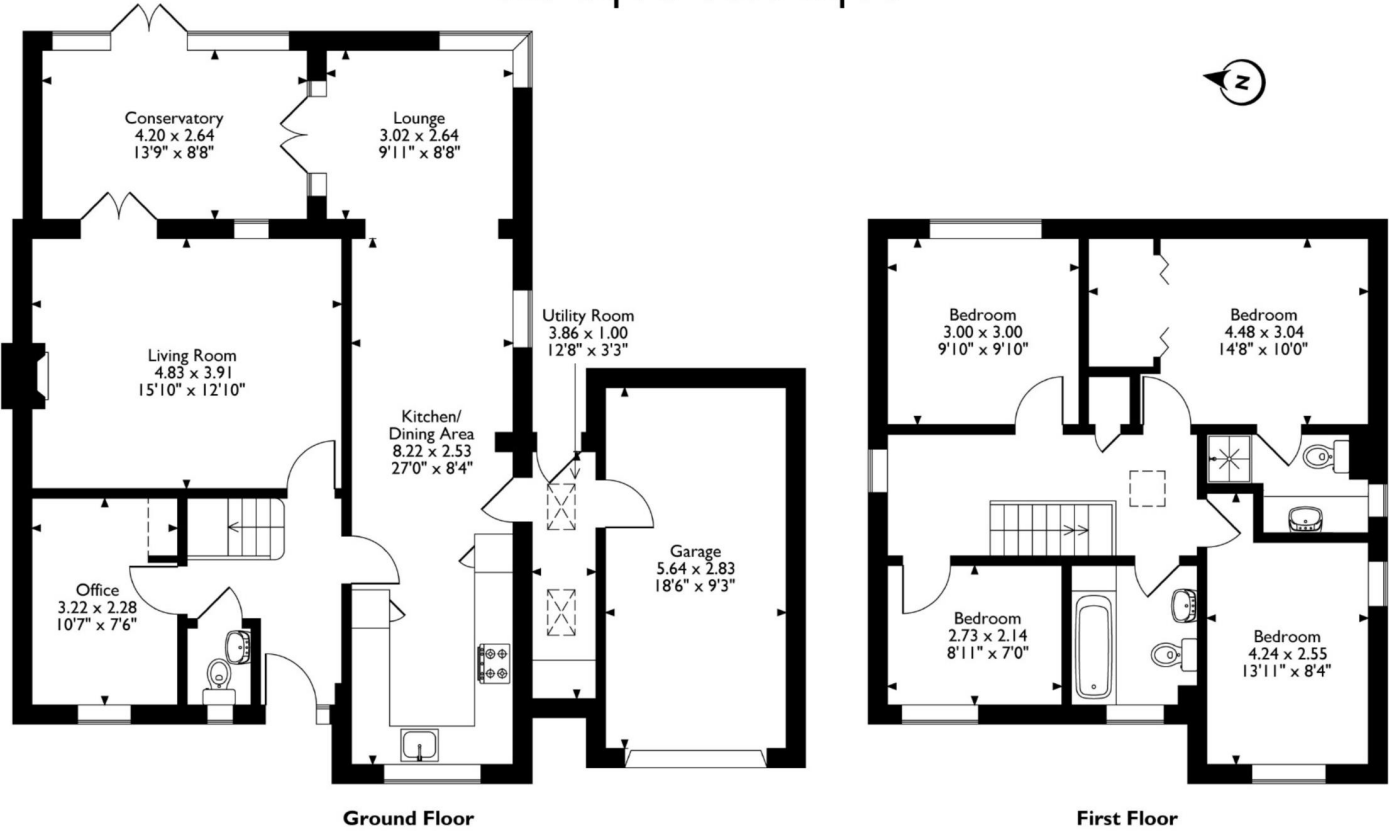 N
Conservatory
4.20 x 2.64
13'9" x 8'8"
Lounge
3.02 x 2.64
9'11" x 8'8"
Living Room
4.83 x 3.91
15'10" x 12'10"
Kitchen/
Dining Area
8.22 x 2.53
27'0" x 8'4"
Utility Room
3.86 x 1.00
12'8" x 3'3"
Garage
5.64 x 2.83
18'6" x 9'3"
Office
3.22 x 2.28
10'7" x 7'6"
Ground Floor
Bedroom
3.00 x 3.00
9'10" x 9'10"
Bedroom
4.48 x 3.04
14'8" x 10'0"
Bedroom
2.73 x 2.14
8'11" x 7'0"
Bedroom
4.24 x 2.55
13'11" x 8'4"
First Floor